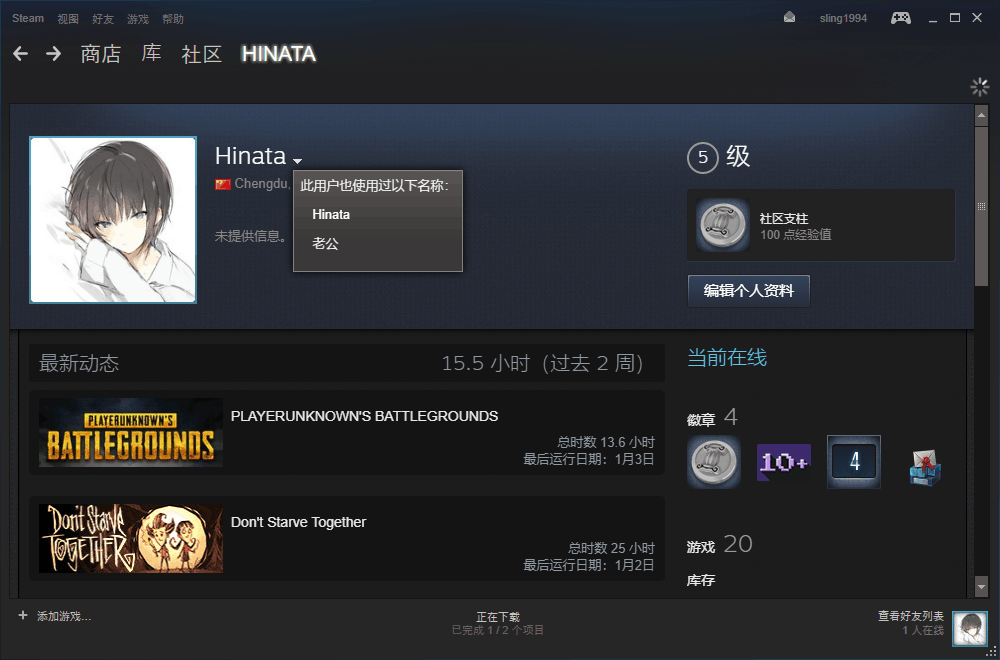 Steam 视图 好友 游戏 帮助
sling1994
商店 库 社区 HINATA
Hinata
Chengdu,
此用户也使用过以下名称:
Hinata
老公
未提供信息。
5 级
社区支柱
100 点经验值
编辑个人资料
最新动态 15.5 小时（过去 2 周）
PLAYERUNKNOWN'S
BATTLEGROUNDS
PLAYERUNKNOWN'S BATTLEGROUNDS
总时数 13.6 小时
最后运行日期：1月3日
Don't Starve
TOGETHER
Don't Starve Together
总时数 25 小时
最后运行日期：1月2日
当前在线
徽章 4
10+
4
游戏 20
库存
+ 添加游戏...
正在下载
已完成 1 / 2 个项目
查看好友列表
1 人在线